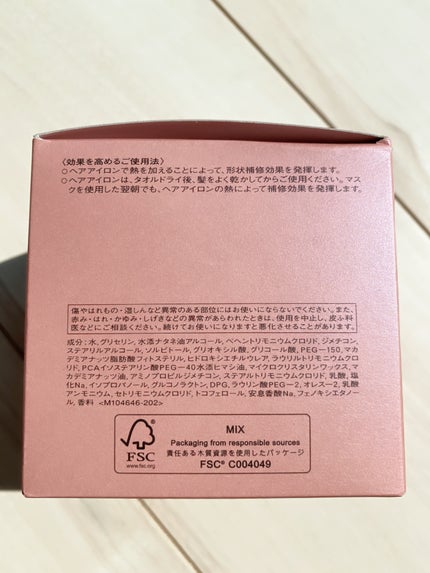 〈効果を高めるご使用法〉
○ヘアアイロンで熱を加えることによって、形状補修効果を発揮します。
○ヘアアイロンは、タオルドライ後、髪をよく乾かしてからご使用ください。マス
クを使用した翌朝でも、ヘアアイロンの熱によって補修効果を発揮します。
傷やはれもの・湿しんなど異常のある部位にはお使いにならないでください。また、
赤み・はれ・かゆみ・しげきなどの異常があらわれたときは、使用を中止し、皮ふ科
医などにご相談ください。続けてお使いになりますと悪化させることがあります。
成分：水、グリセリン、水添ナタネ油アルコール、ベヘントリモニウムクロリド、ジメチコン、
ステアリルアルコール、ソルビトール、グリオキシル酸、グリコール酸、PEG－150、マカ
デミアナッツ脂肪酸フィトステリル、ヒドロキシエチルウレア、ラウリルトリモニウムクロ
リド、PCAイソステアリン酸PEG－40水添ヒマシ油、マイクロクリスタリンワックス、マ
カデミアナッツ油、アミノプロピルジメチコン、ステアルトリモニウムクロリド、乳酸、塩
化Na、イソプロパノール、グルコノラクトン、DPG、ラウリン酸PEG－2、オレス－2、乳酸
アンモニウム、セトリモニウムクロリド、トコフェロール、安息香酸Na、フェノキシエタノー
ル、香料 <M104646-202>
FSC
www.fsc.org
MIX
Packaging from responsible sources
責任ある木質資源を使用したパッケージ
FSC® C004049